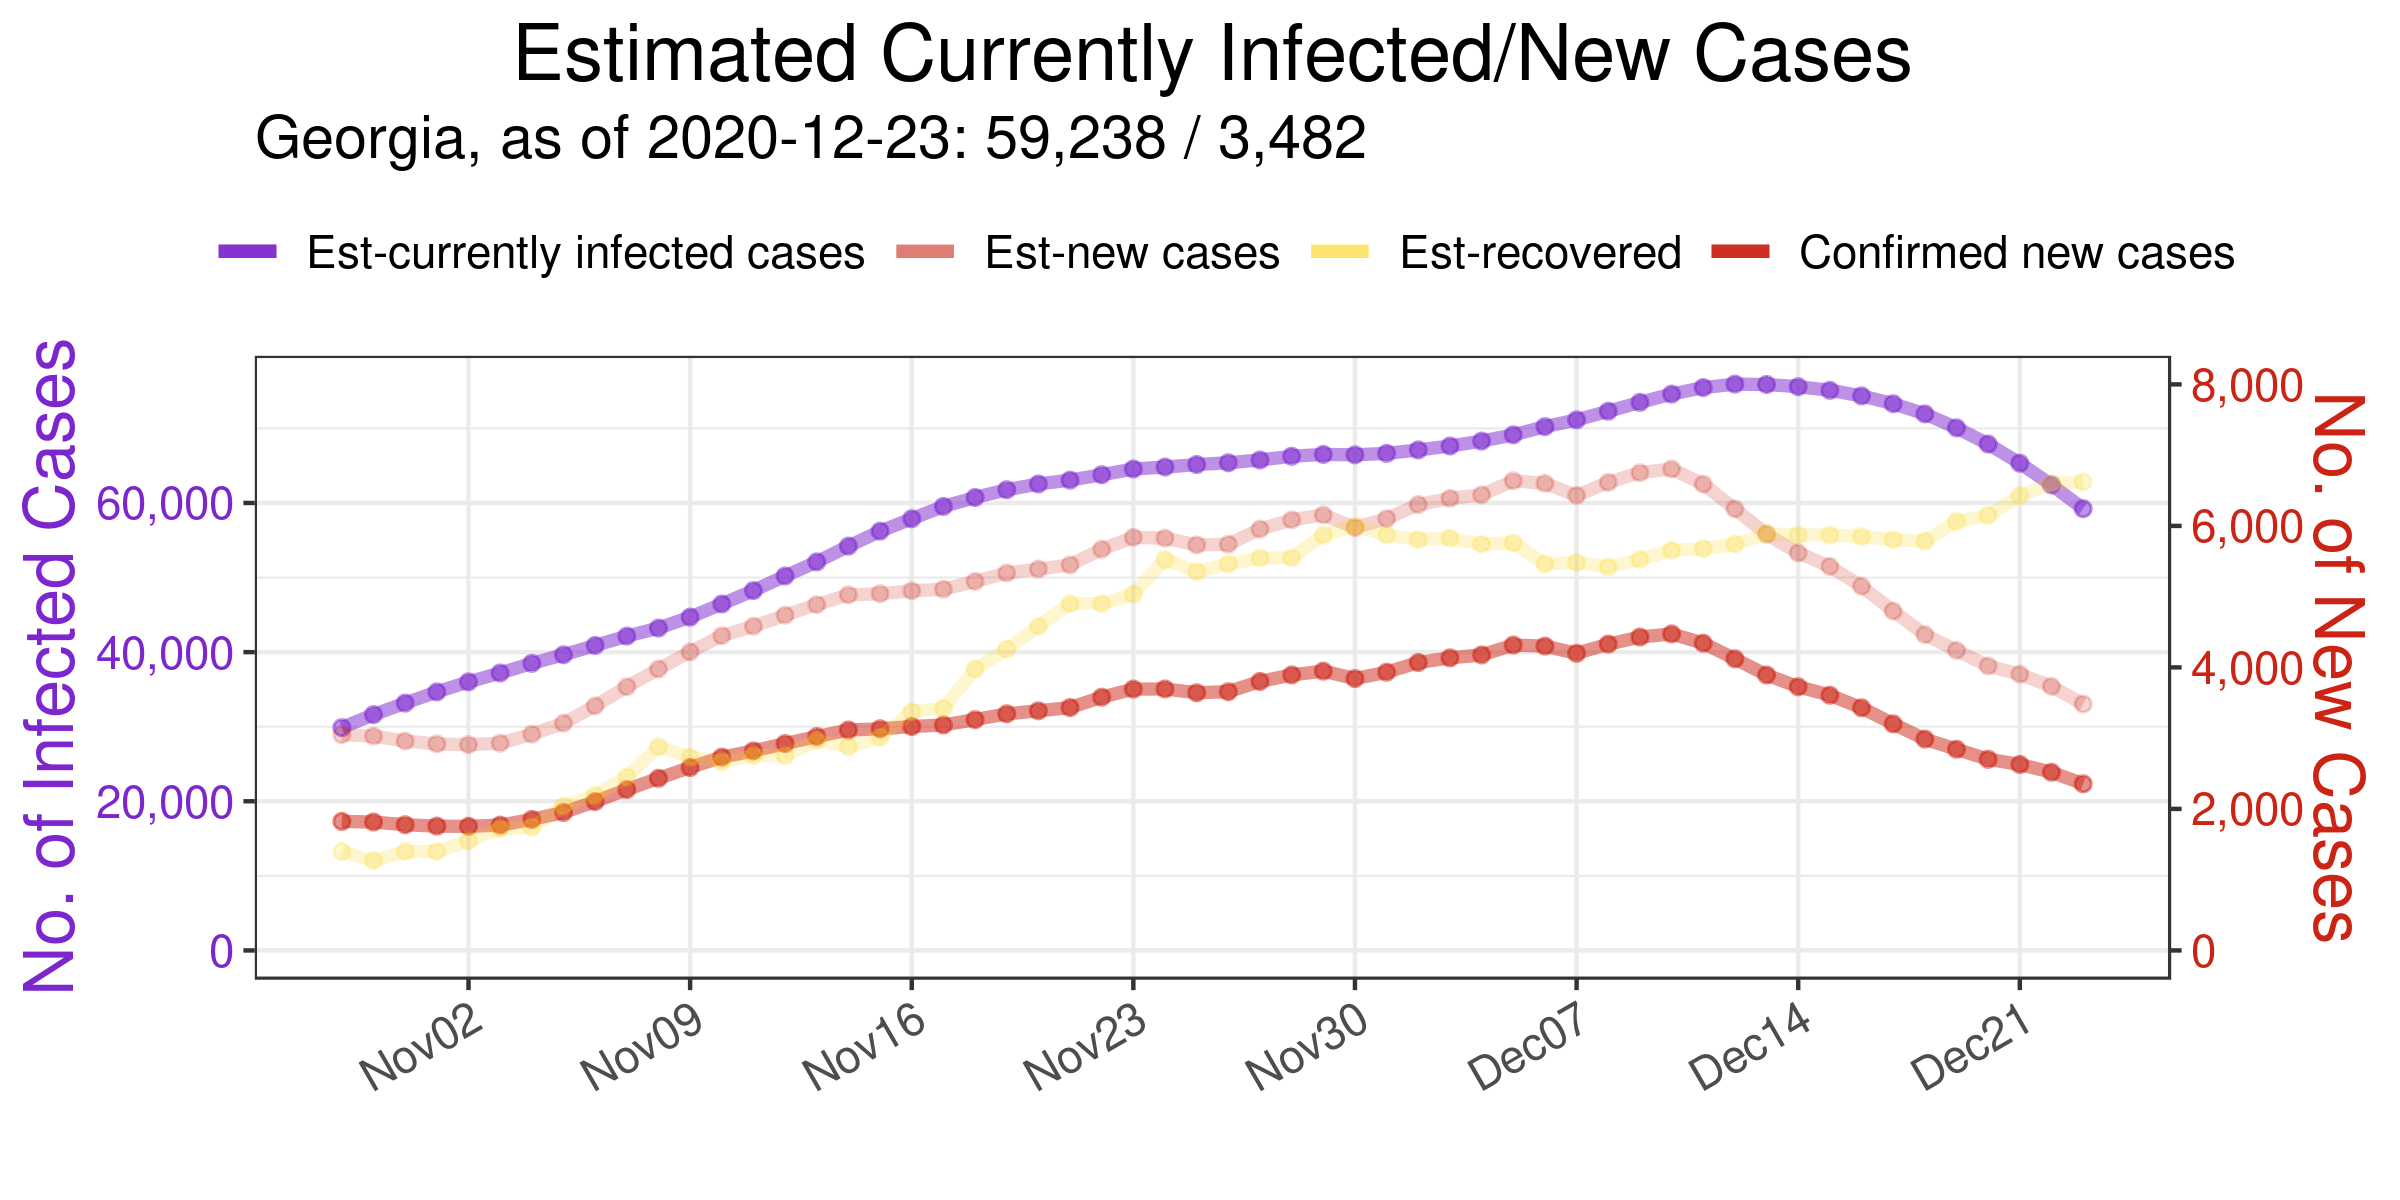 Estimated Currently Infected/New Cases
Georgia, as of 2020-12-23: 59,238 / 3,482
Est-currently infected cases
Est-new cases
Est-recovered
Confirmed new cases
No. of Infected Cases
60,000
40,000
20,000
0
8,000
6,000
4,000
2,000
0
No. of New Cases
Nov02
Nov09
Nov16
Nov23
Nov30
Dec07
Dec14
Dec21